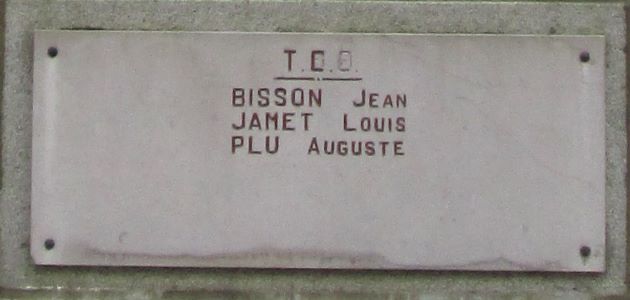 T.O.E.
BISSON JEAN
JAMET LOUIS
PLU AUGUSTE